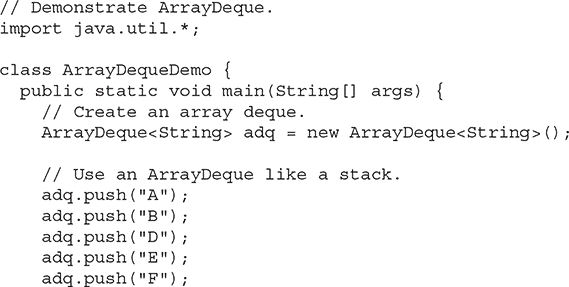 // Demonstrate ArrayDeque.
import java.util.*;

class ArrayDequeDemo {
  public static void main(String[] args) {
    // Create an array deque.
    ArrayDeque<String> adq = new ArrayDeque<String>();

    // Use an ArrayDeque like a stack.
    adq.push("A");
    adq.push("B");
    adq.push("D");
    adq.push("E");
    adq.push("F");